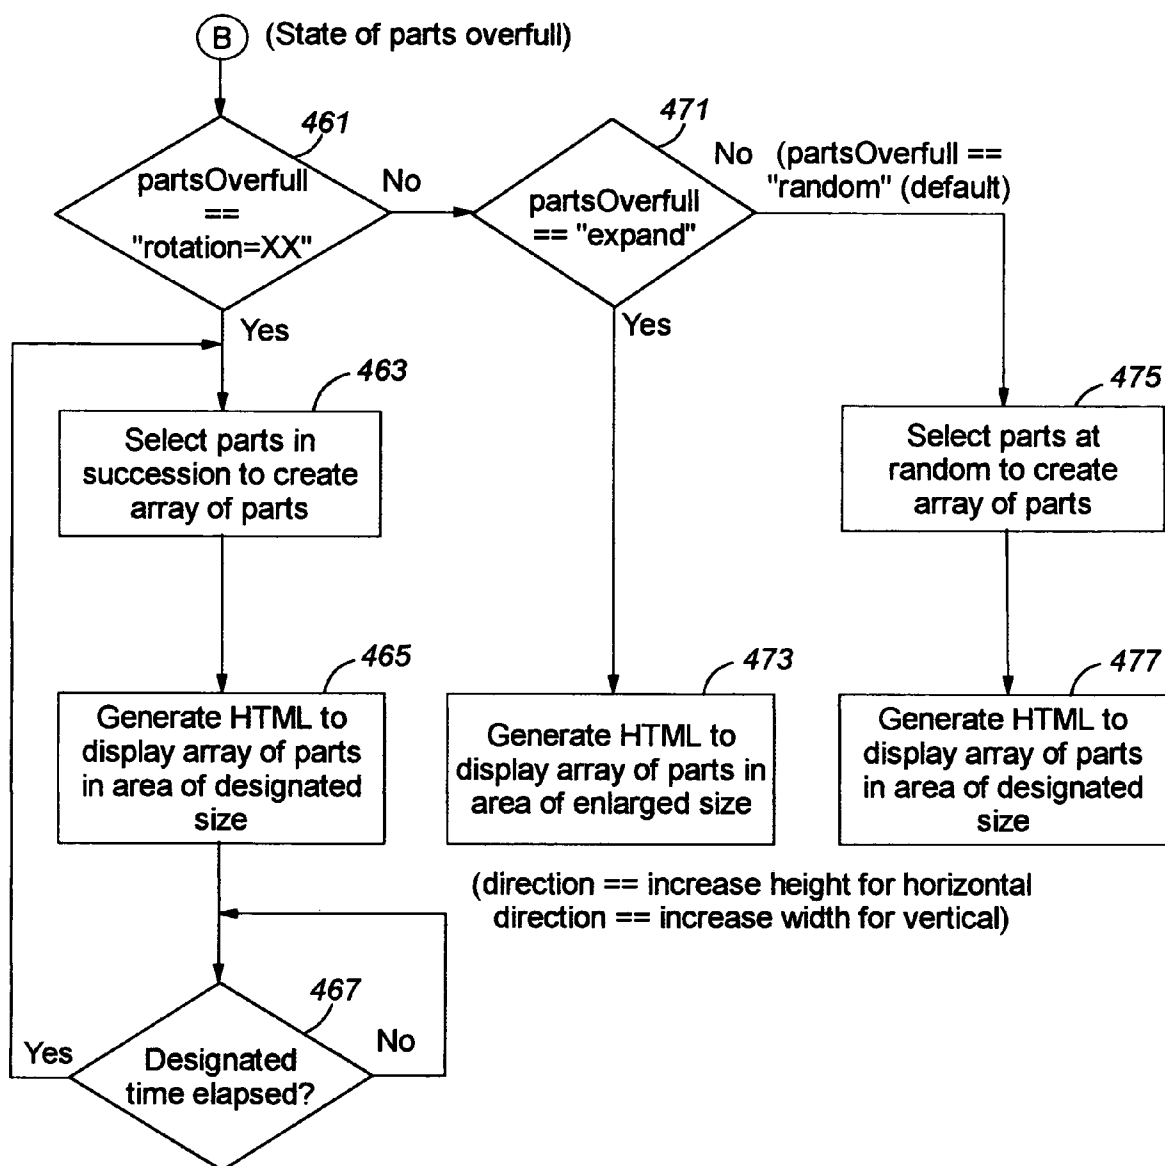 B (State of parts overfull)
461
partsOverfull
==
"rotation=XX"
No
Yes
471
partsOverfull
== "expand"
No (partsOverfull ==
"random" (default)
Yes
463
Select parts in
succession to create
array of parts
475
Select parts at
random to create
array of parts
465
Generate HTML to
display array of parts
in area of designated
size
473
Generate HTML to
display array of parts in
area of enlarged size
477
Generate HTML to
display array of parts
in area of designated
size
(direction == increase height for horizontal
direction == increase width for vertical)
467
Designated
time elapsed?
Yes
No